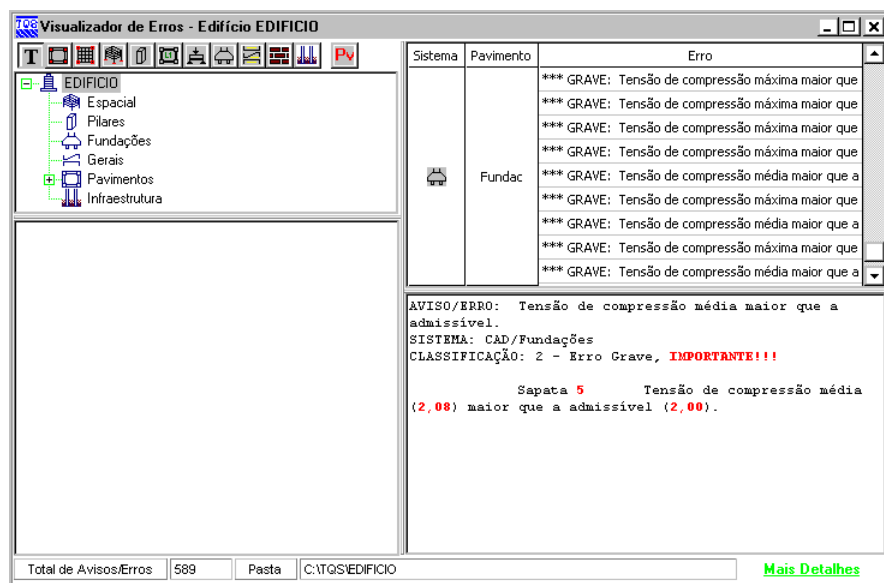 TQS Visualizador de Erros - Edifício EDIFICIO
T Pv
EDIFICIO
Espacial
Pilares
Fundações
Gerais
Pavimentos
Infraestrutura
Sistema Pavimento Erro
*** GRAVE: Tensão de compressão máxima maior que
*** GRAVE: Tensão de compressão máxima maior que
*** GRAVE: Tensão de compressão máxima maior que
*** GRAVE: Tensão de compressão máxima maior que
Fundac *** GRAVE: Tensão de compressão média maior que a
*** GRAVE: Tensão de compressão máxima maior que
*** GRAVE: Tensão de compressão média maior que a
*** GRAVE: Tensão de compressão máxima maior que
*** GRAVE: Tensão de compressão média maior que a
AVISO/ERRO: Tensão de compressão média maior que a
admissível.
SISTEMA: CAD/Fundações
CLASSIFICAÇÃO: 2 - Erro Grave, IMPORTANTE!!!
Sapata 5 Tensão de compressão média
(2,08) maior que a admissível (2,00).
Total de Avisos/Erros 589 Pasta C:\TQS\EDIFICIO Mais Detalhes